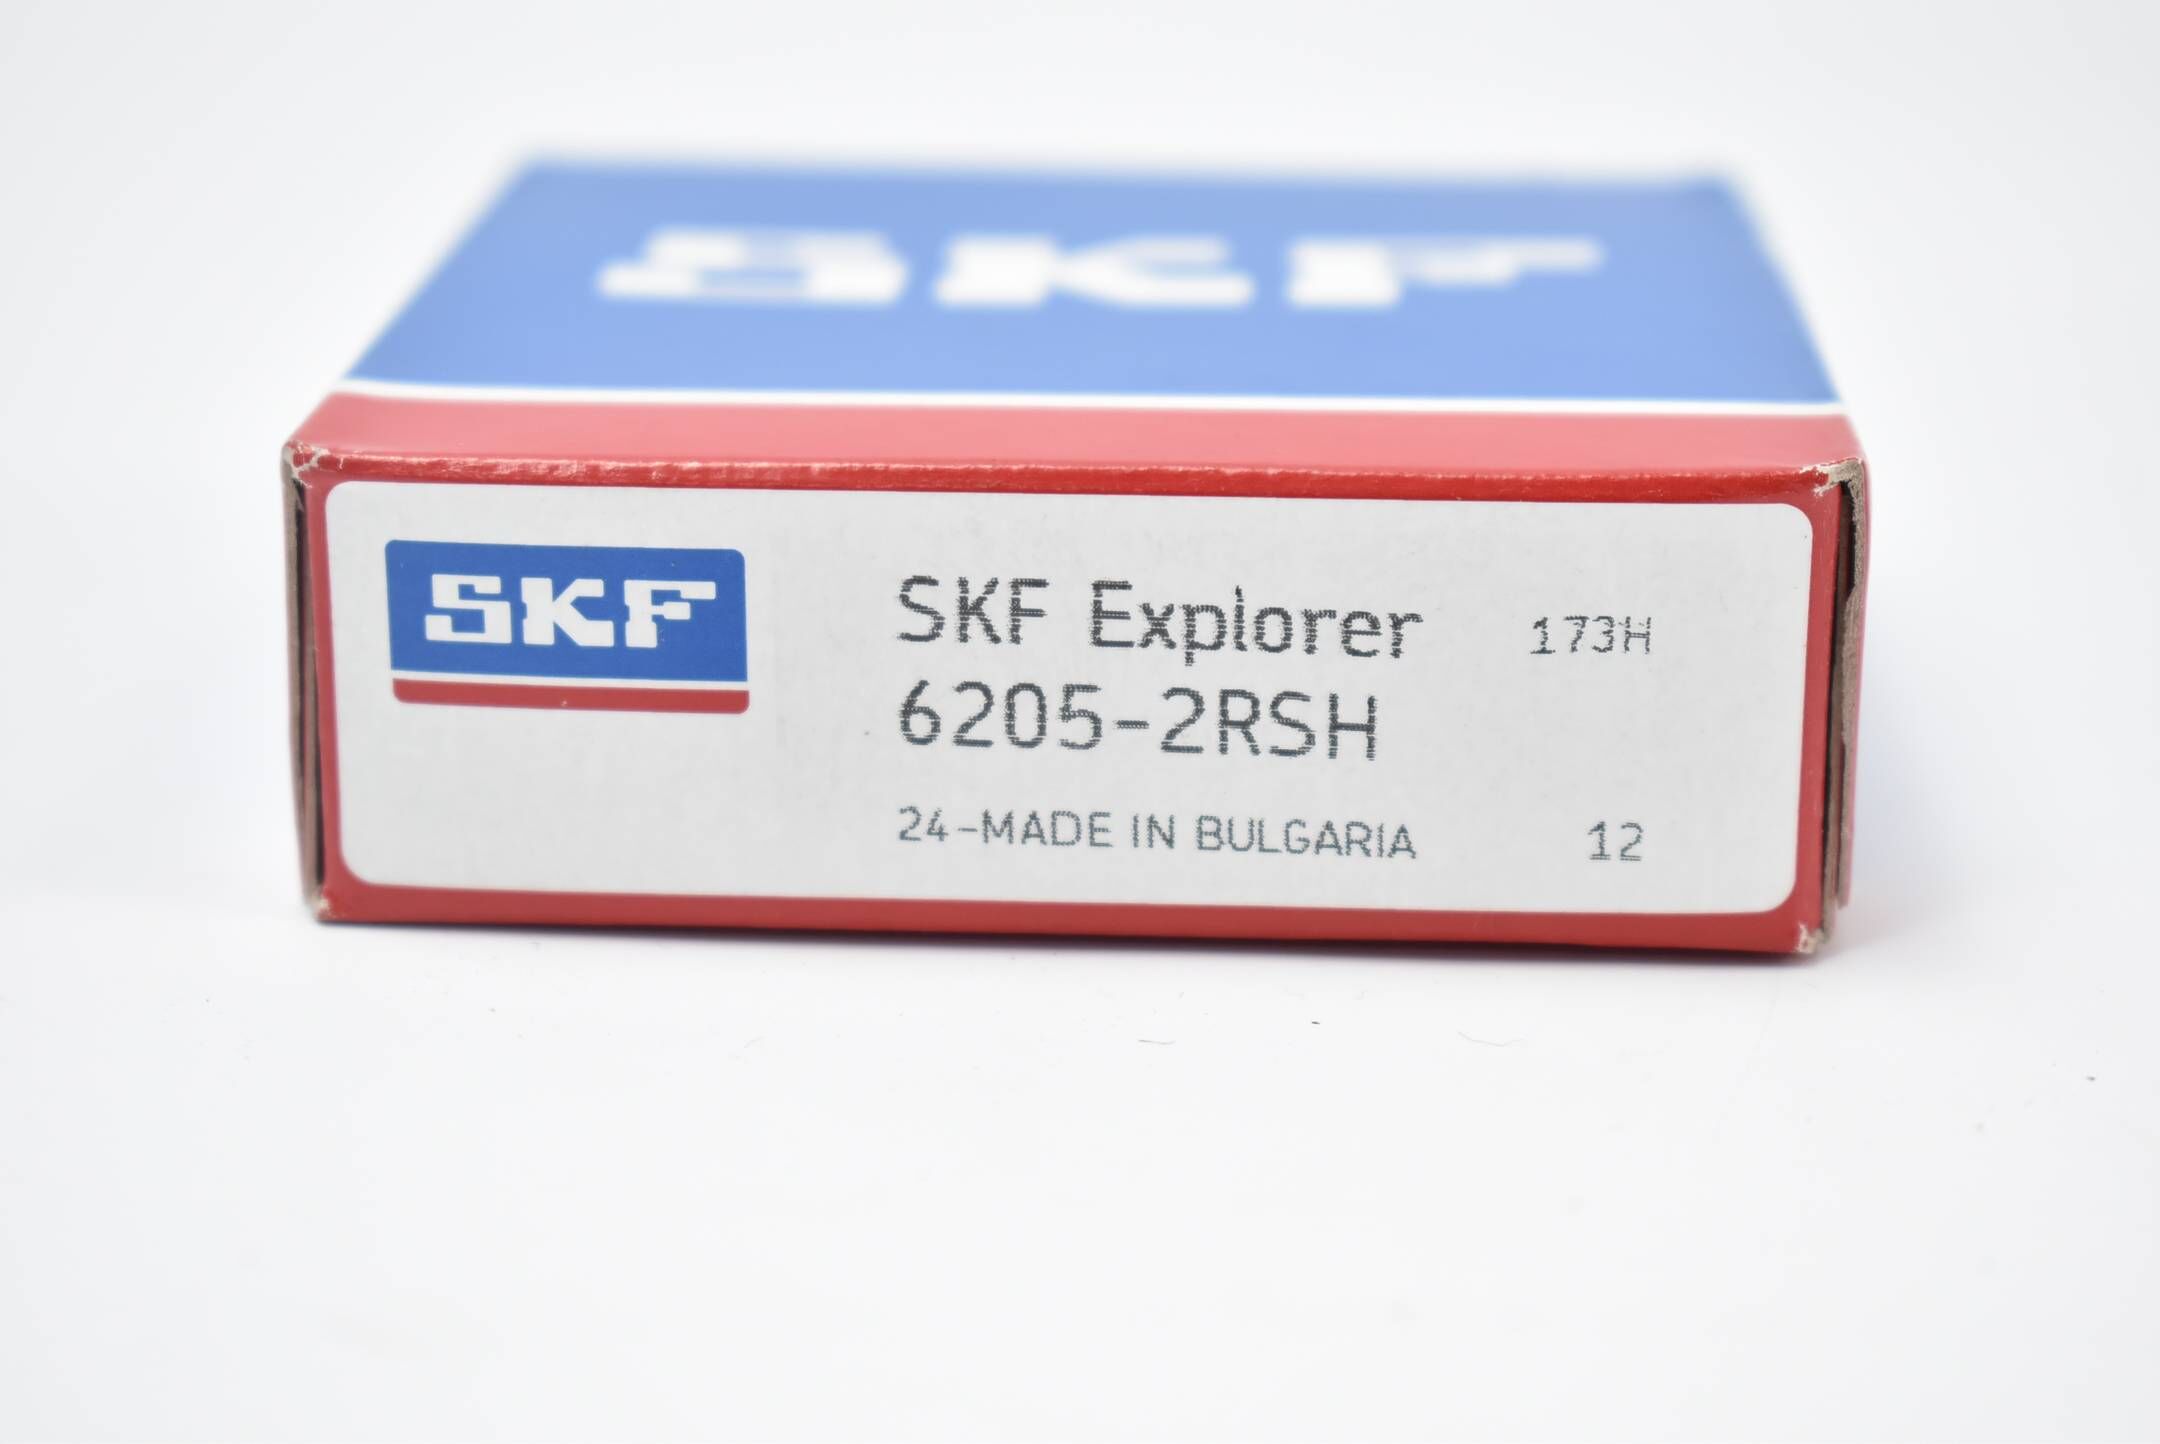 SKF
SKF
SKF Explorer 173H
6205-2RSH
24-MADE IN BULGARIA 12